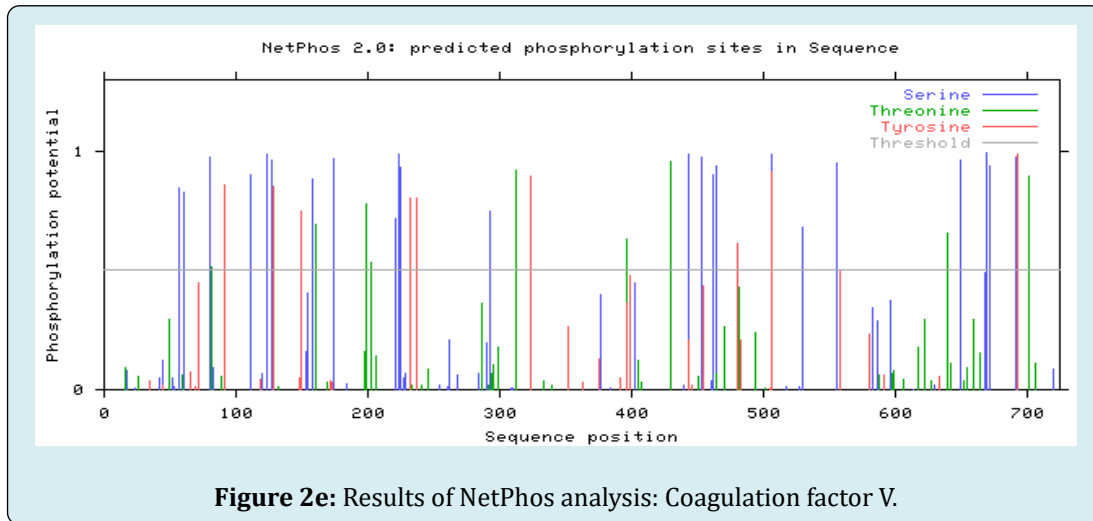 NetPhos 2.0: predicted phosphorylation sites in Sequence
Serine
Threonine
Tyrosine
Threshold
Phosphorylation potential
1
0
0 100 200 300 400 500 600 700
Sequence position
Figure 2e: Results of NetPhos analysis: Coagulation factor V.